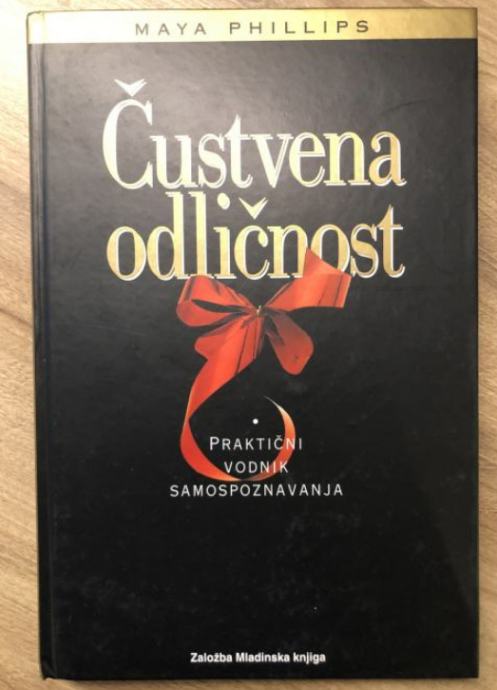 MAYA PHILLIPS
Čustvena
odličnost
PRAKTIČNI
VODNIK
SAMOSPOZNAVANJA
Založba Mladinska knjiga